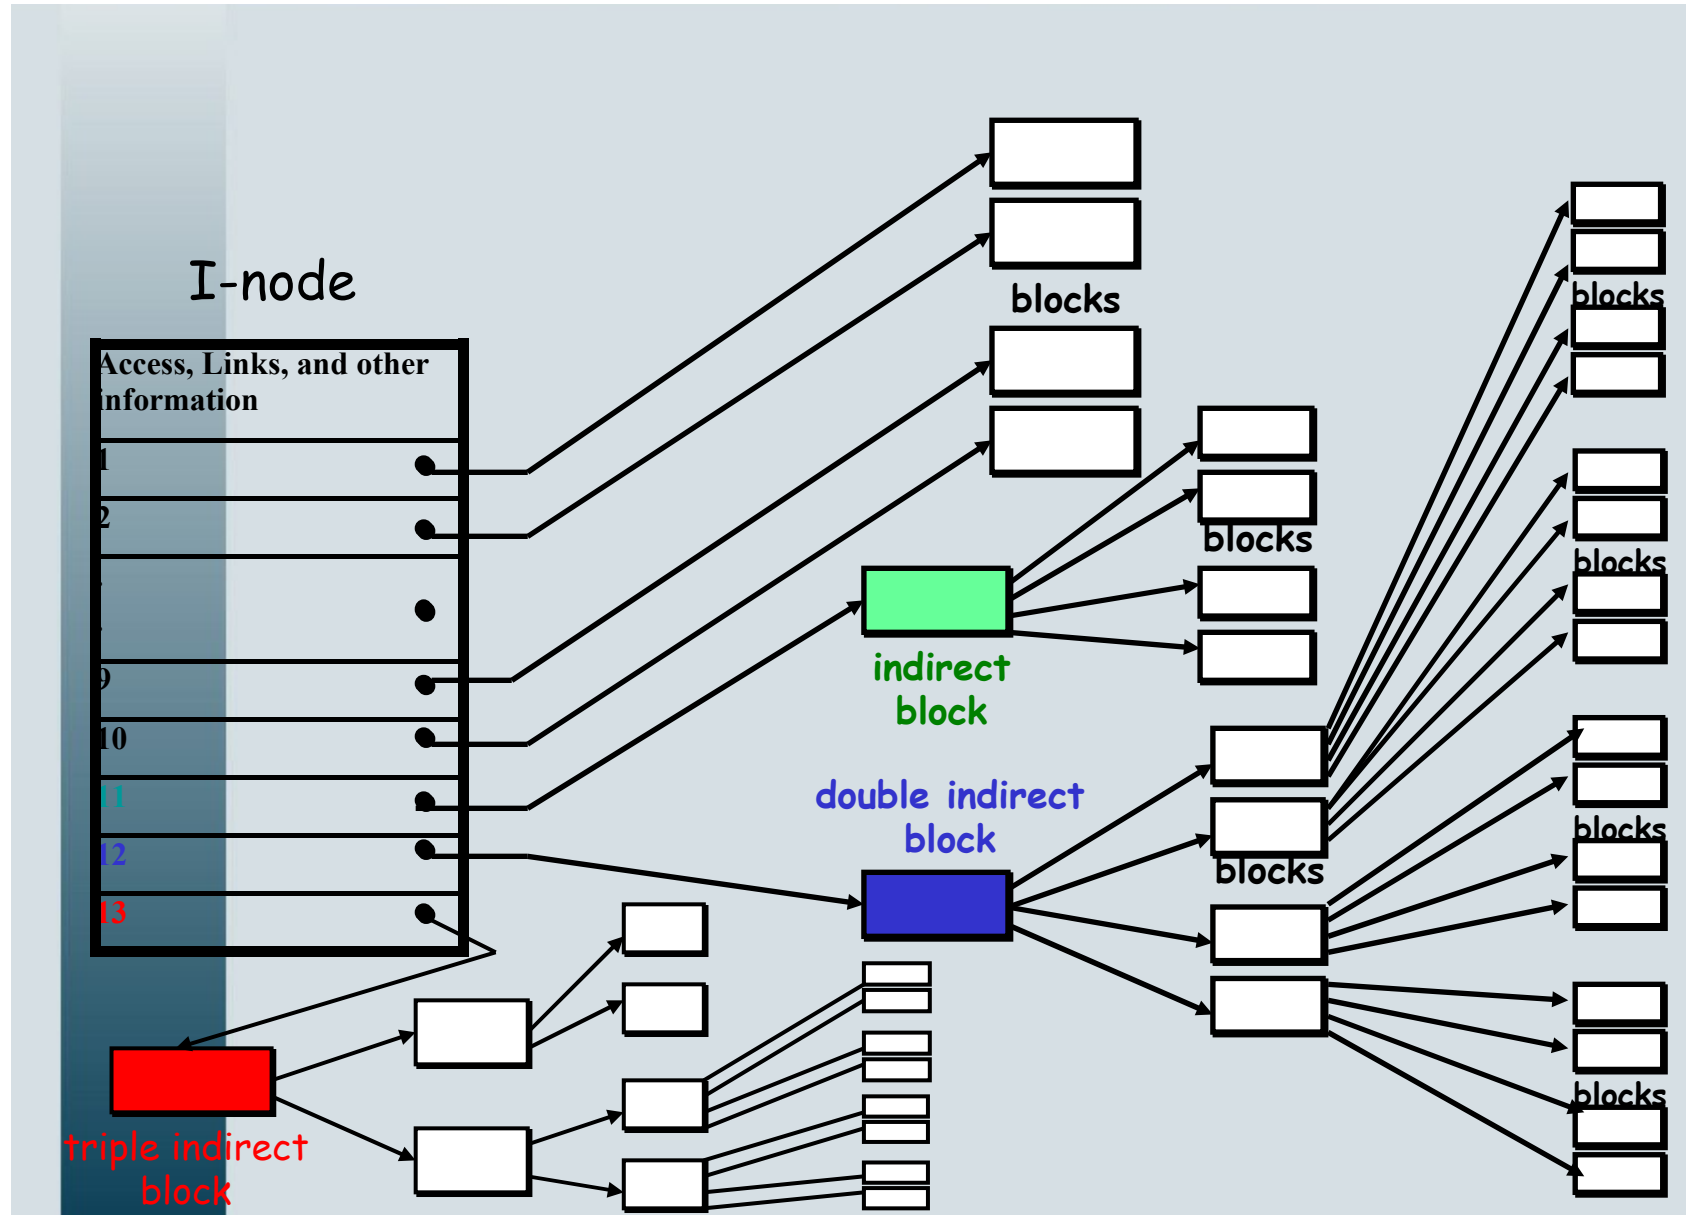 I-node
Access, Links, and other
information
1
2
.
.
9
10
11
12
13
blocks
blocks
indirect
block
double indirect
block
blocks
blocks
blocks
blocks
blocks
triple indirect
block